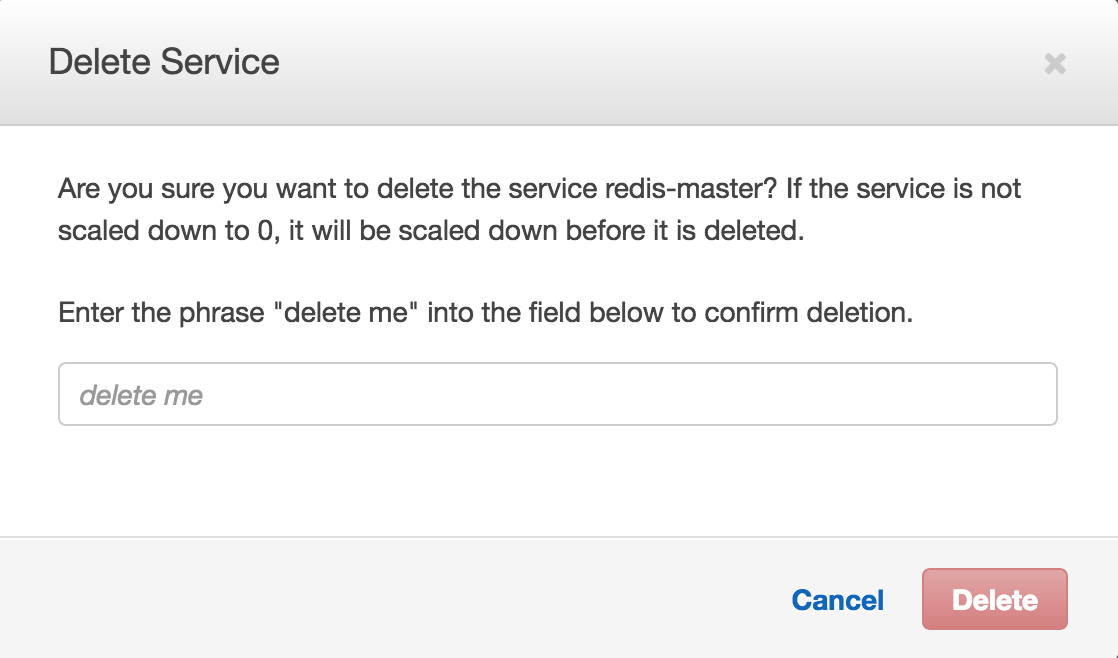 Delete Service
Are you sure you want to delete the service redis-master? If the service is not
scaled down to 0, it will be scaled down before it is deleted.
Enter the phrase "delete me" into the field below to confirm deletion.
delete me
Cancel
Delete